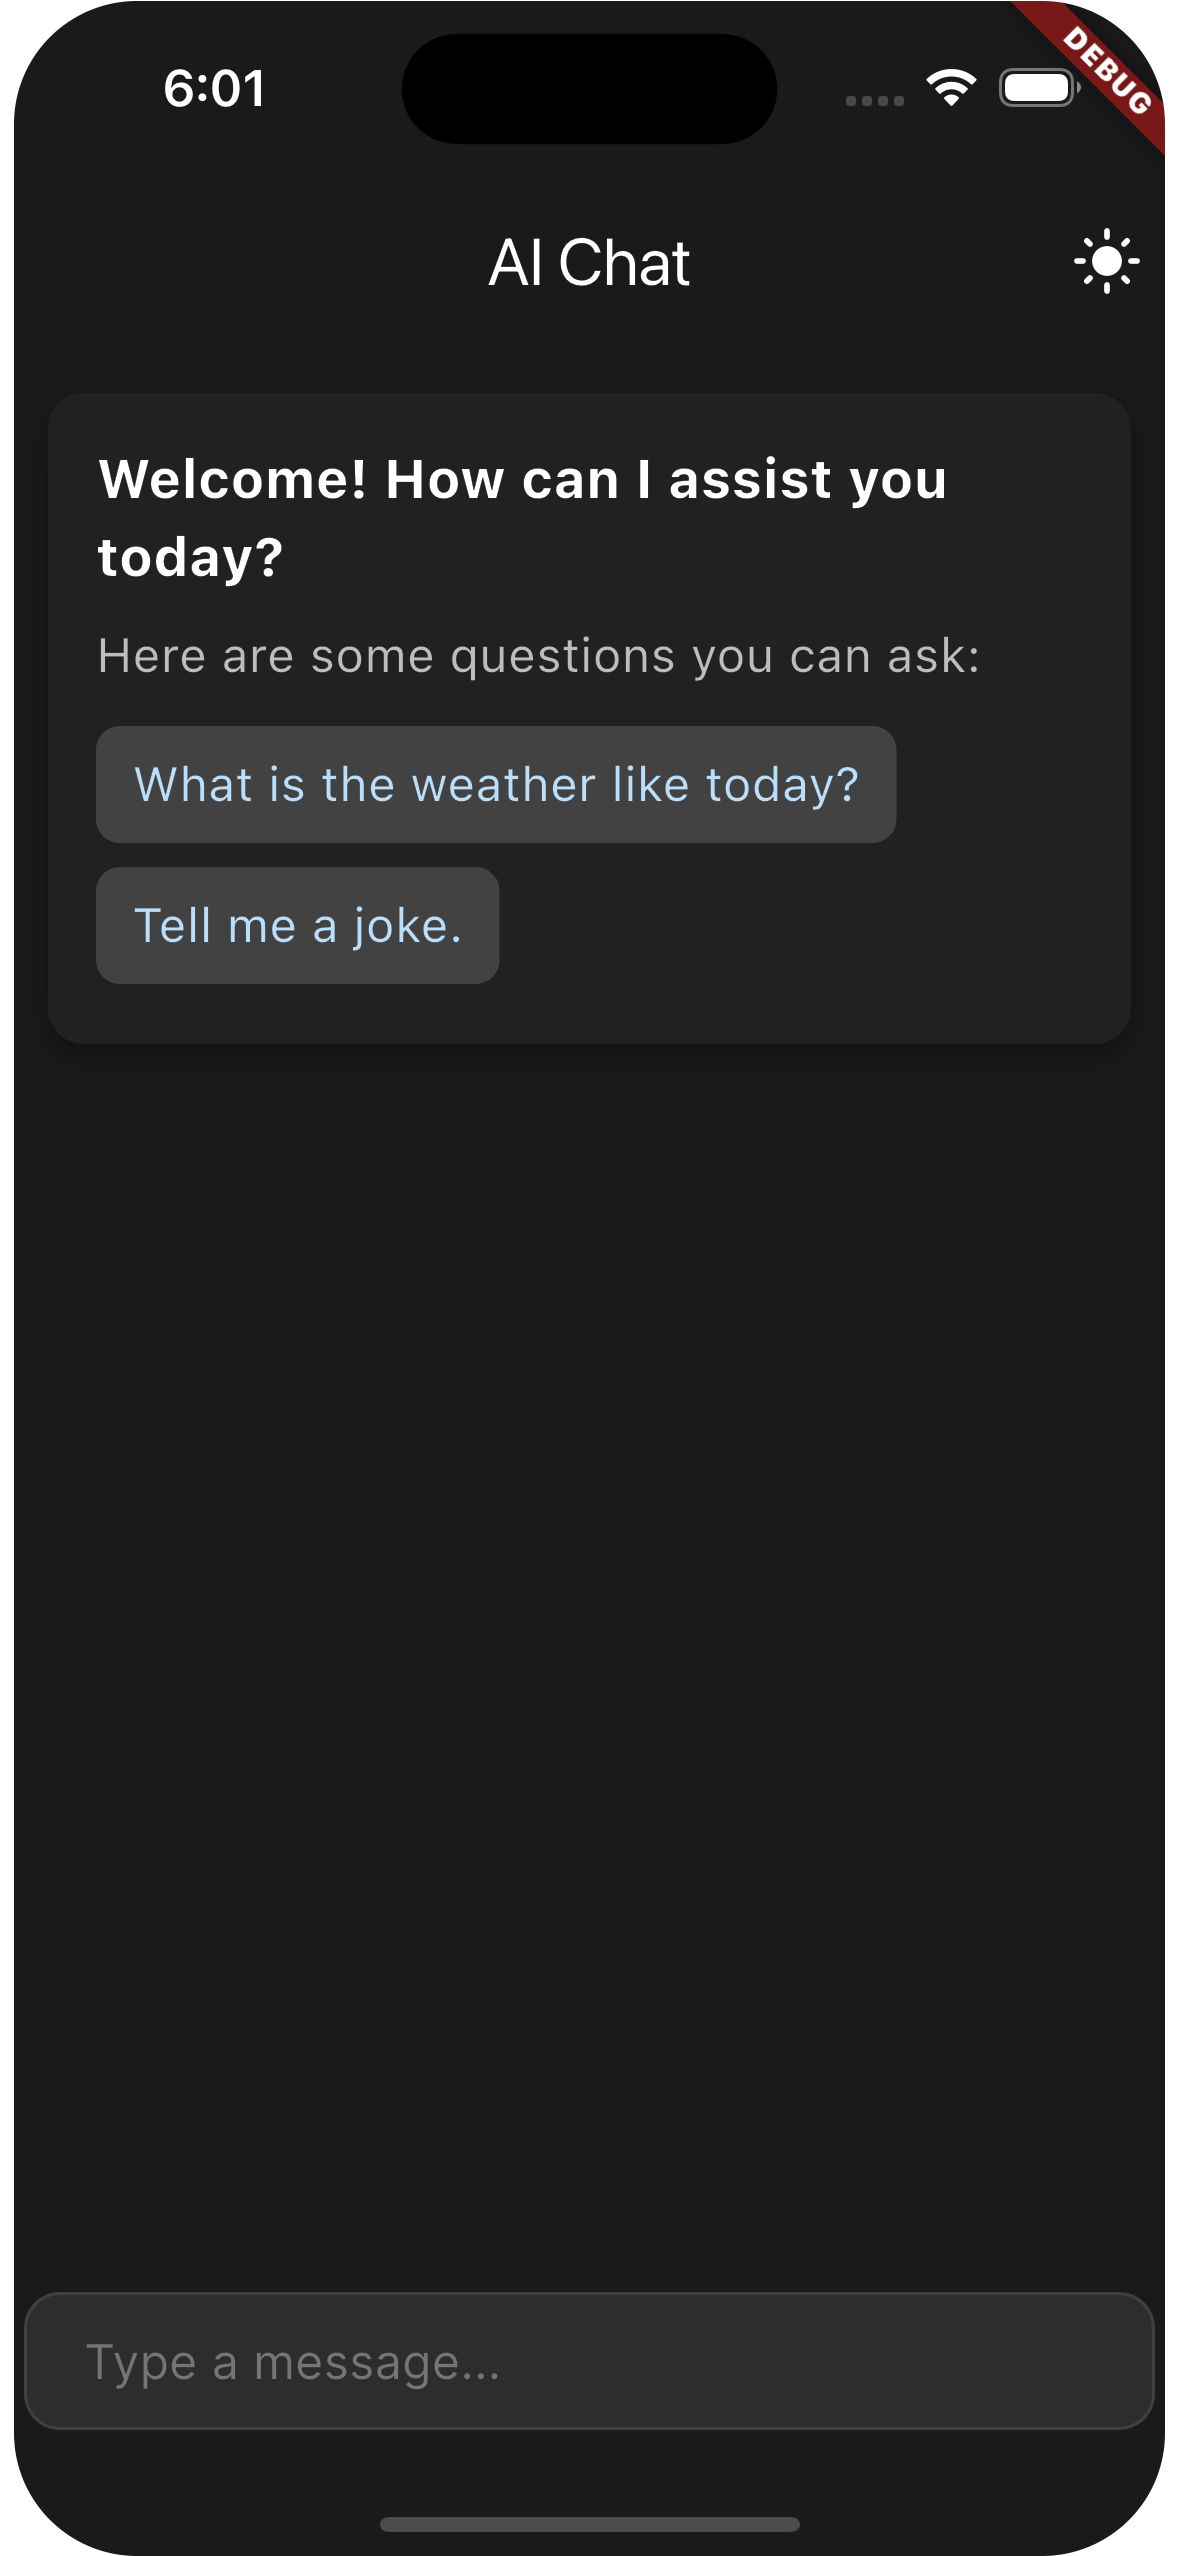 6:01
DEBUG
AI Chat
Welcome! How can I assist you
today?
Here are some questions you can ask:
What is the weather like today?
Tell me a joke.
Type a message...